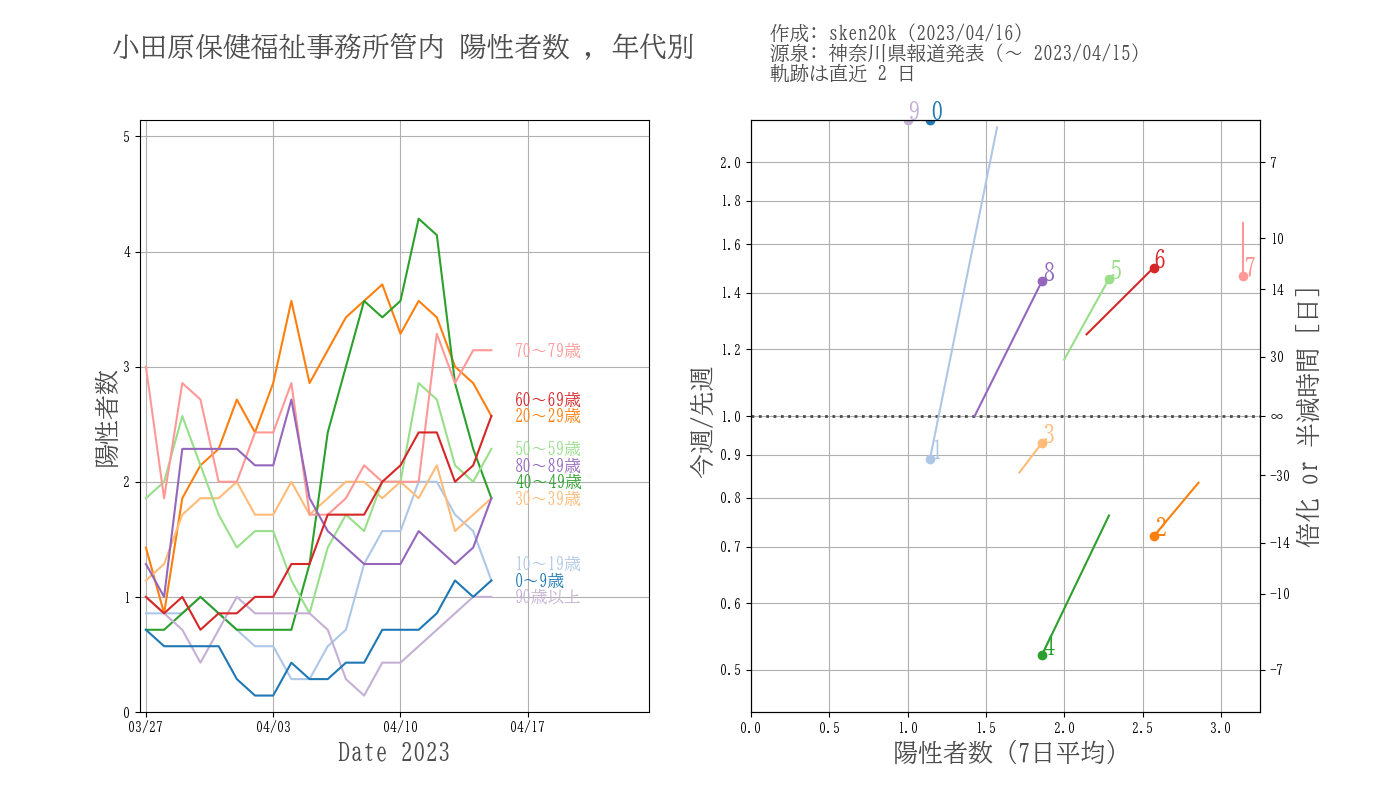 小田原保健福祉事務所管内 陽性者数 , 年代別
作成: sken20k (2023/04/16)
源泉: 神奈川県報道発表 (〜 2023/04/15)
軌跡は直近 2 日
陽性者数
5
4
3
2
1
0
03/27
04/03
04/10
04/17
Date 2023
70〜79歳
60〜69歳
20〜29歳
50〜59歳
80〜89歳
40〜49歳
30〜39歳
10〜19歳
0〜9歳
90歳以上
今週/先週
2.0
1.8
1.6
1.4
1.2
1.0
0.9
0.8
0.7
0.6
0.5
9
0
6
5
8
7
3
1
2
4
0.0
0.5
1.0
1.5
2.0
2.5
3.0
陽性者数 (7日平均)
7
10
14
30
∞
−30
−14
−10
−7
倍化 or 半減時間 [日]